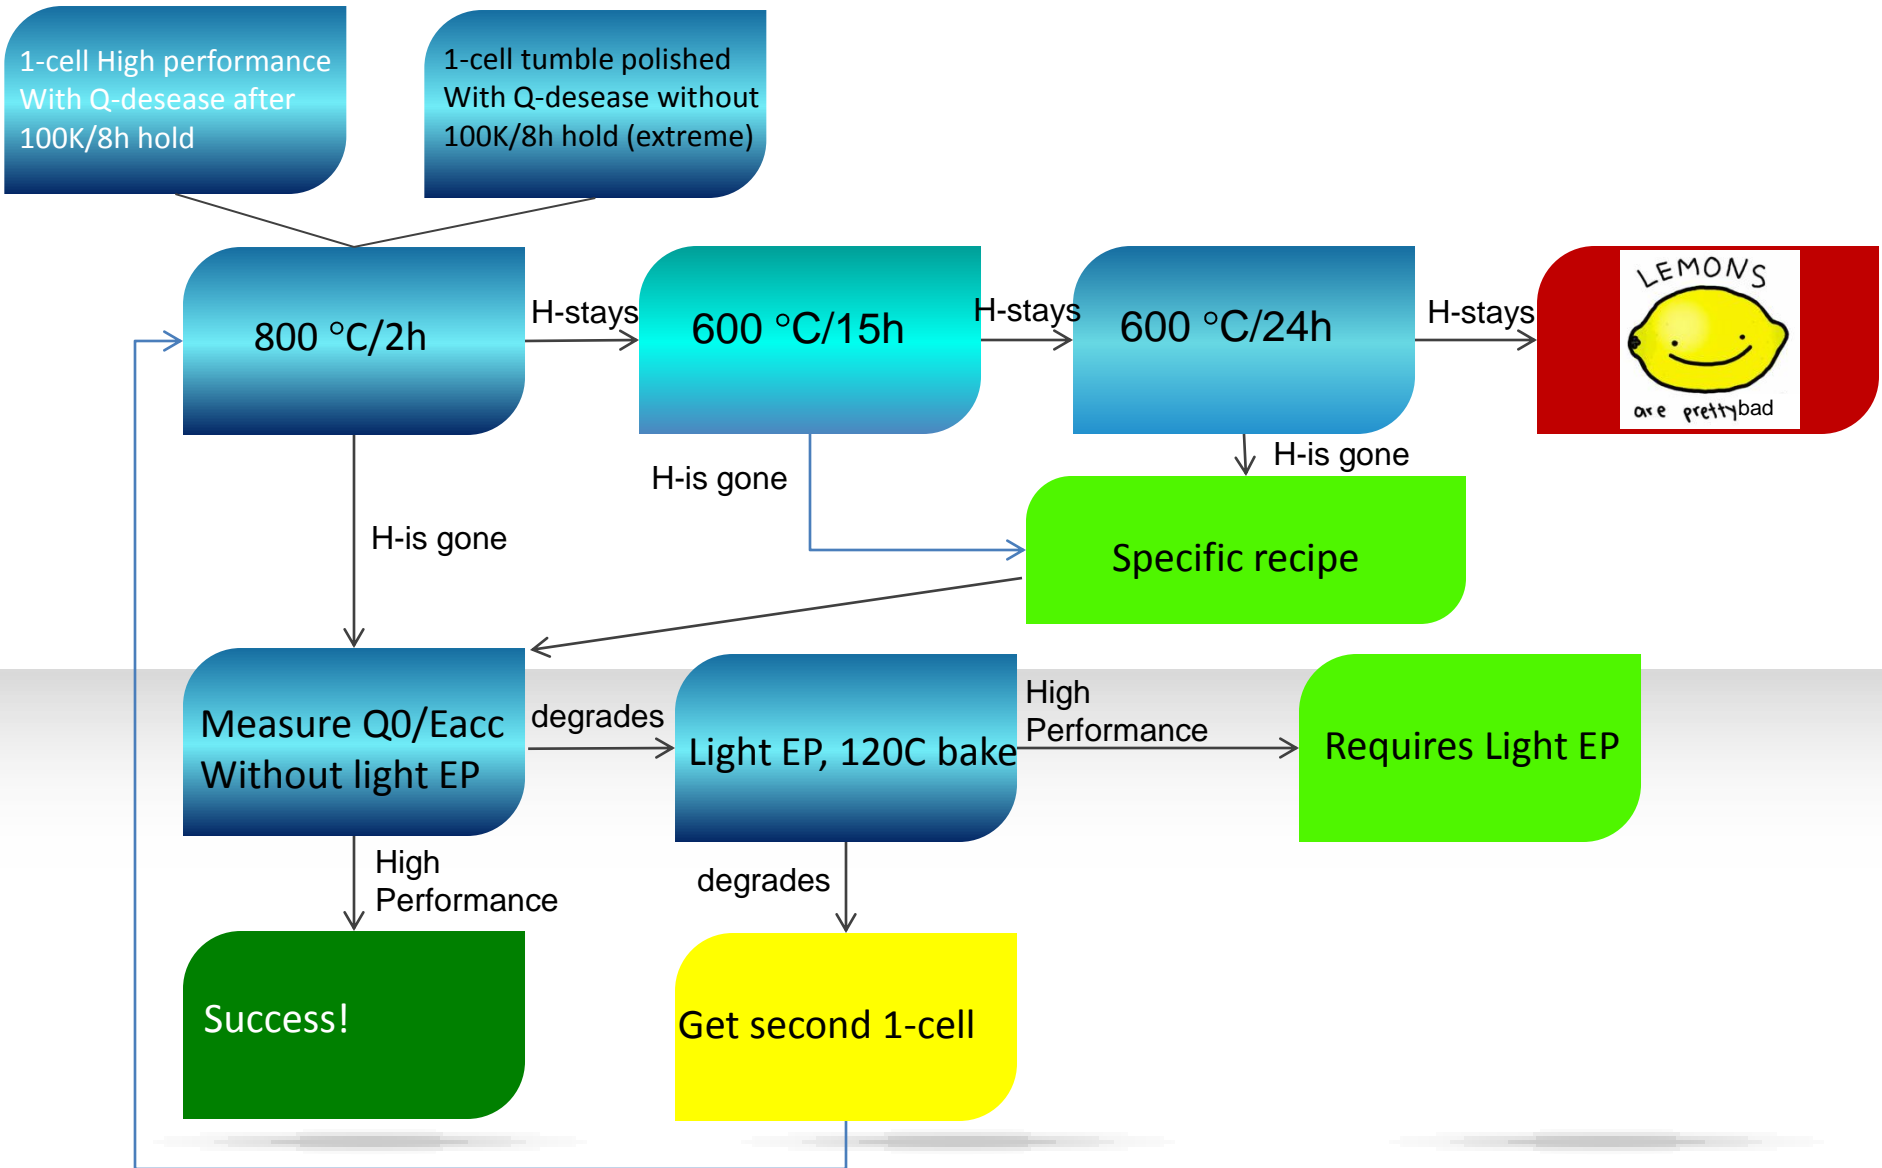 1-cell High performance
With Q-desease after
100K/8h hold
1-cell tumble polished
With Q-desease without
100K/8h hold (extreme)
800 °C/2h
H-stays
600 °C/15h
H-stays
600 °C/24h
H-stays
LEMONS
are pretty bad
H-is gone
H-is gone
H-is gone
Specific recipe
Measure Q0/Eacc
Without light EP
degrades
Light EP, 120C bake
High
Performance
Requires Light EP
High
Performance
degrades
Success!
Get second 1-cell